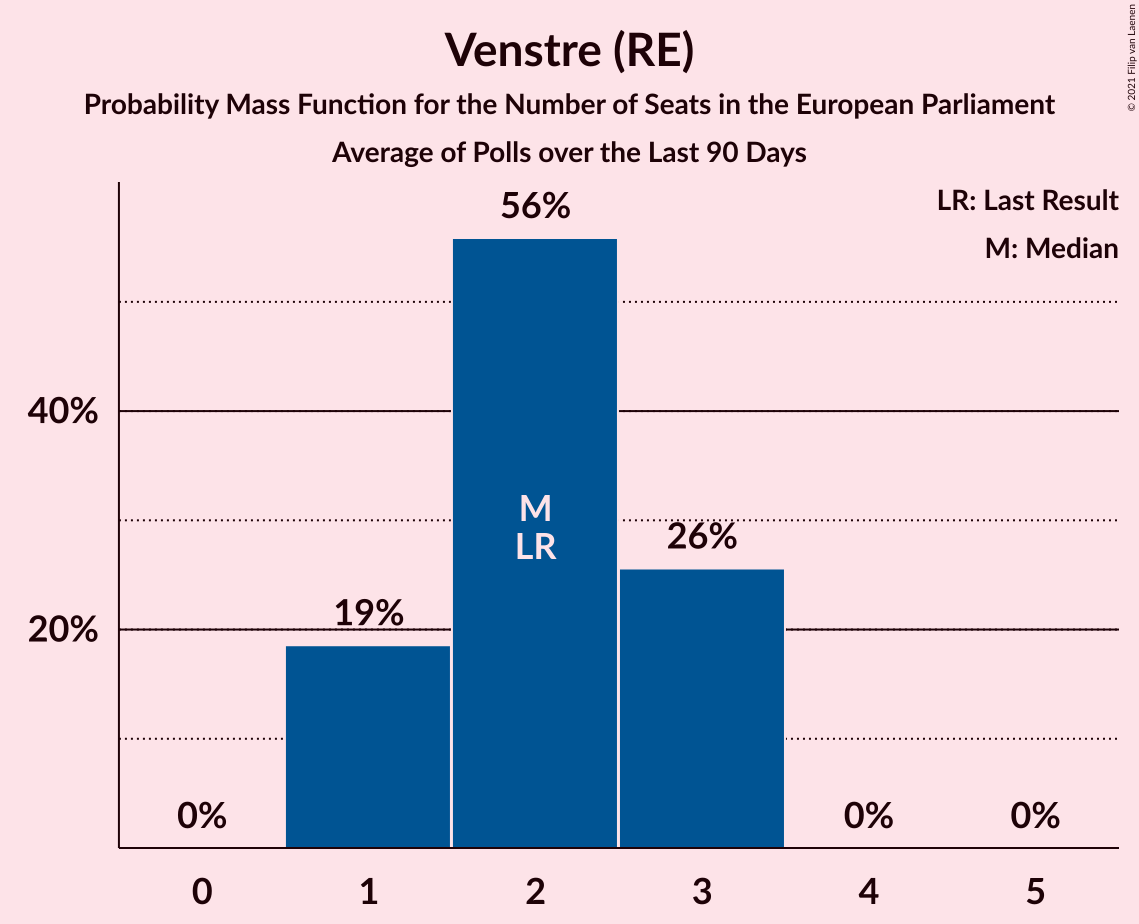 Venstre (RE)
Probability Mass Function for the Number of Seats in the European Parliament
Average of Polls over the Last 90 Days
© 2021 Filip van Laenen
LR: Last Result
M: Median
56%
40%
M
LR
26%
19%
20%
0%
0%
0%
0 1 2 3 4 5